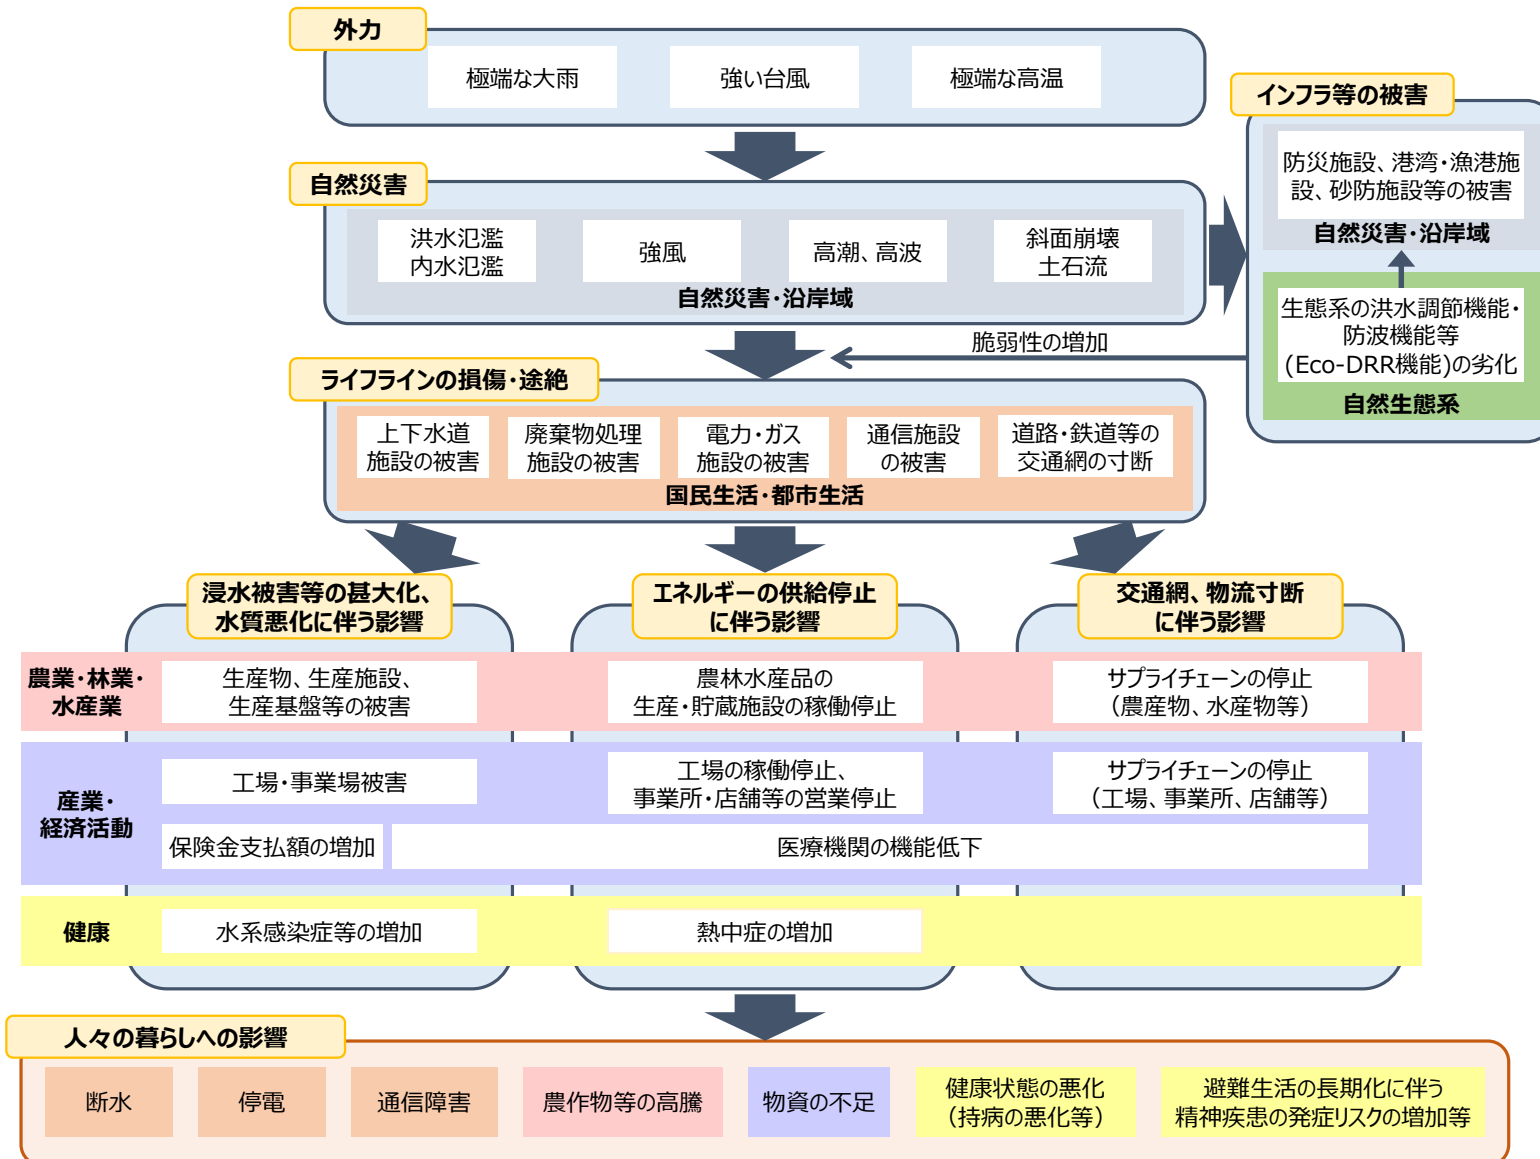 外力
極端な大雨
強い台風
極端な高温
自然災害
洪水氾濫
内水氾濫
強風
高潮、高波
斜面崩壊
土石流
自然災害・沿岸域
インフラ等の被害
防災施設、港湾・漁港施
設、砂防施設等の被害
自然災害・沿岸域
生態系の洪水調節機能・
防波機能等
(Eco-DRR機能)の劣化
自然生態系
脆弱性の増加
ライフラインの損傷・途絶
上下水道
施設の被害
廃棄物処理
施設の被害
電力・ガス
施設の被害
通信施設
の被害
道路・鉄道等の
交通網の寸断
国民生活・都市生活
浸水被害等の甚大化、
水質悪化に伴う影響
エネルギーの供給停止
に伴う影響
交通網、物流寸断
に伴う影響
農業・林業・
水産業
生産物、生産施設、
生産基盤等の被害
農林水産品の
生産・貯蔵施設の稼働停止
サプライチェーンの停止
（農産物、水産物等）
産業・
経済活動
工場・事業場被害
工場の稼働停止、
事業所・店舗等の営業停止
サプライチェーンの停止
（工場、事業所、店舗等）
保険金支払額の増加
医療機関の機能低下
健康
水系感染症等の増加
熱中症の増加
人々の暮らしへの影響
断水
停電
通信障害
農作物等の高騰
物資の不足
健康状態の悪化
（持病の悪化等）
避難生活の長期化に伴う
精神疾患の発症リスクの増加等